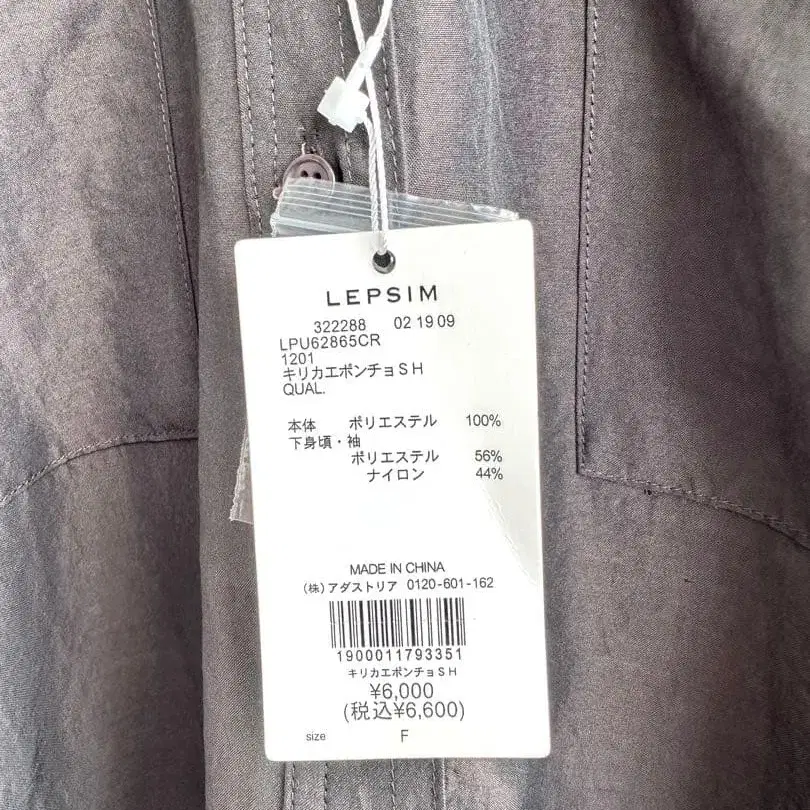 LEPSIM
322288 02 19 09
LPU62865CR
1201
キリカエポンチョSH
QUAL.
本体 ポリエステル 100%
下身頃・袖
ポリエステル 56%
ナイロン 44%
MADE IN CHINA
(株)アダストリア 0120-601-162
1900011793351
キリカエポンチョSH
¥6,000
(税込¥6,600)
size F